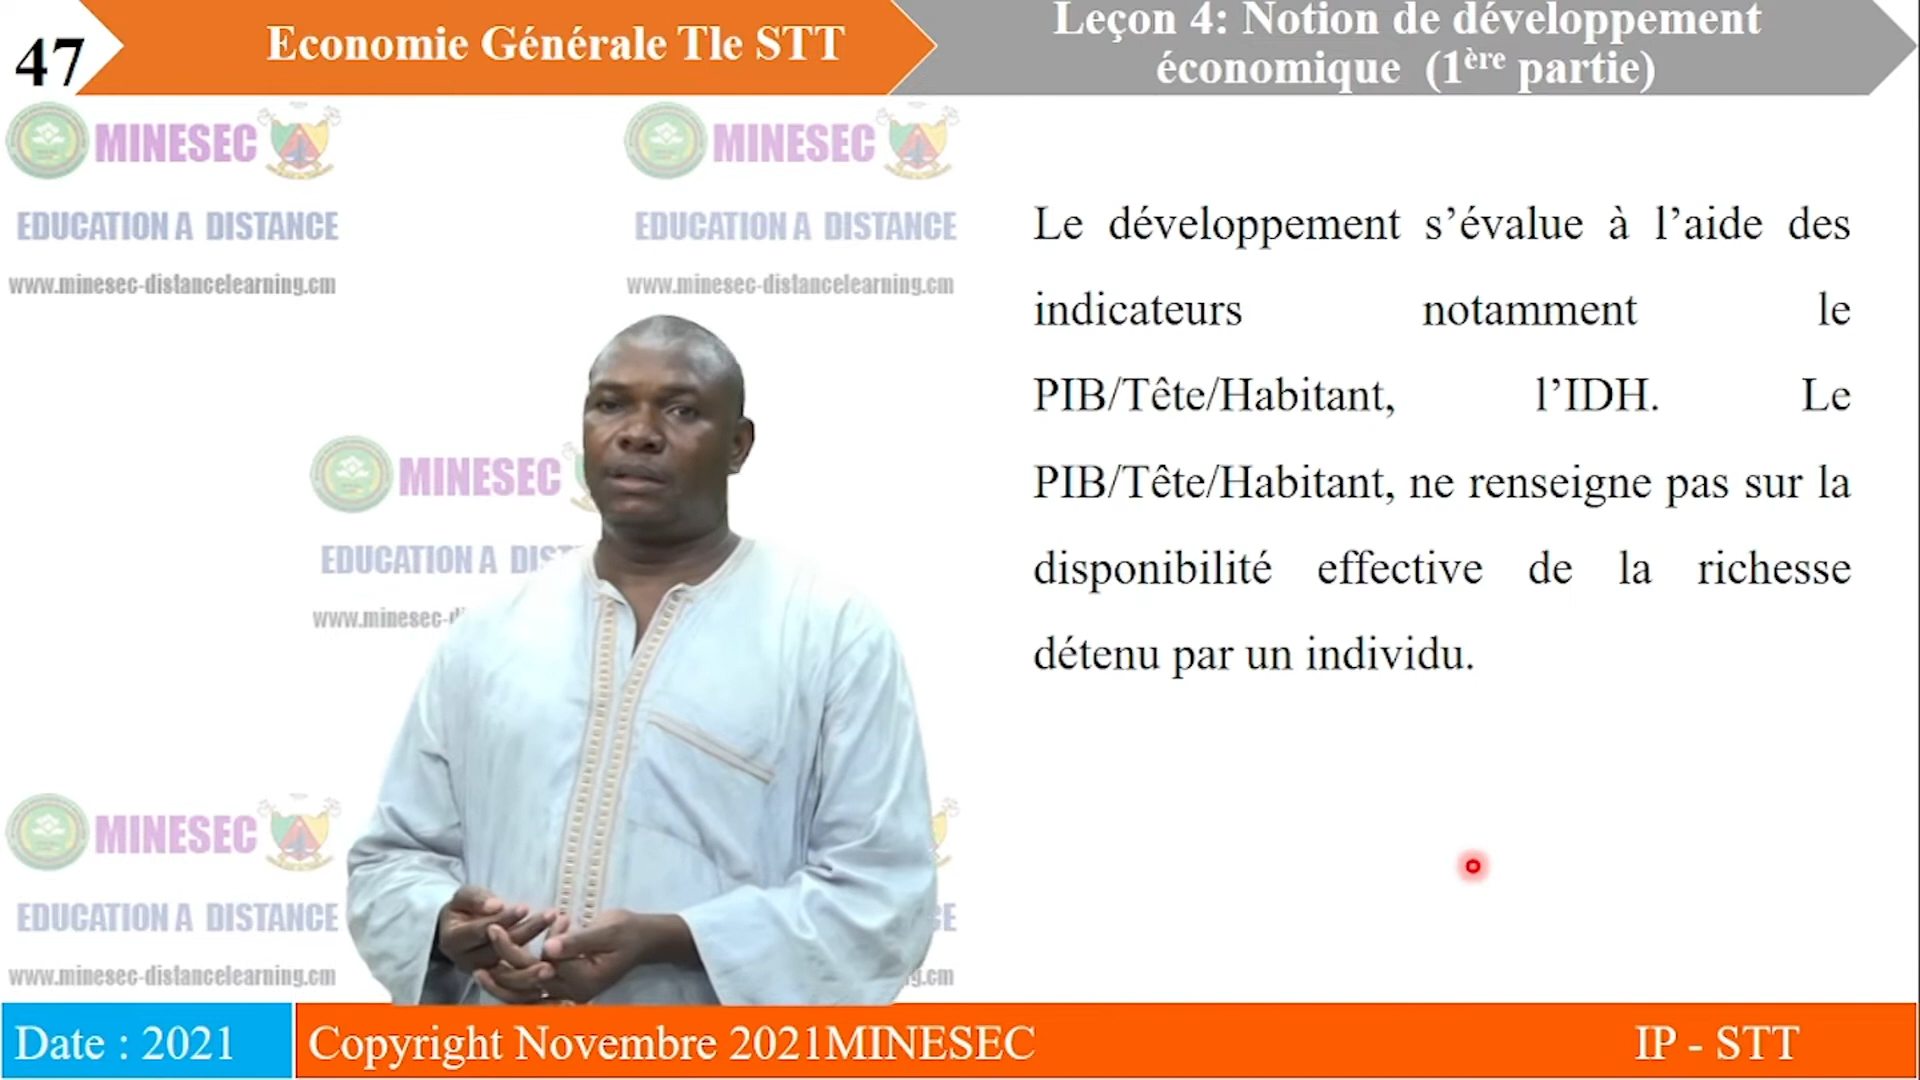 47
Economie Générale Tle STT
Leçon 4: Notion de développement
économique (1ère partie)
MINESEC
EDUCATION A DISTANCE
www.minesec-distancelearning.cm
MINESEC
EDUCATION A DISTANCE
www.minesec-distancelearning.cm
Le développement s’évalue à l’aide des
indicateurs notamment le
PIB/Tête/Habitant, l’IDH. Le
PIB/Tête/Habitant, ne renseigne pas sur la
disponibilité effective de la richesse
détenu par un individu.
MINESEC
EDUCATION A
MINESEC
EDUCATION A DISTANCE
www.minesec-distancelearning.cm
Date : 2021
Copyright Novembre 2021MINESEC
IP - STT